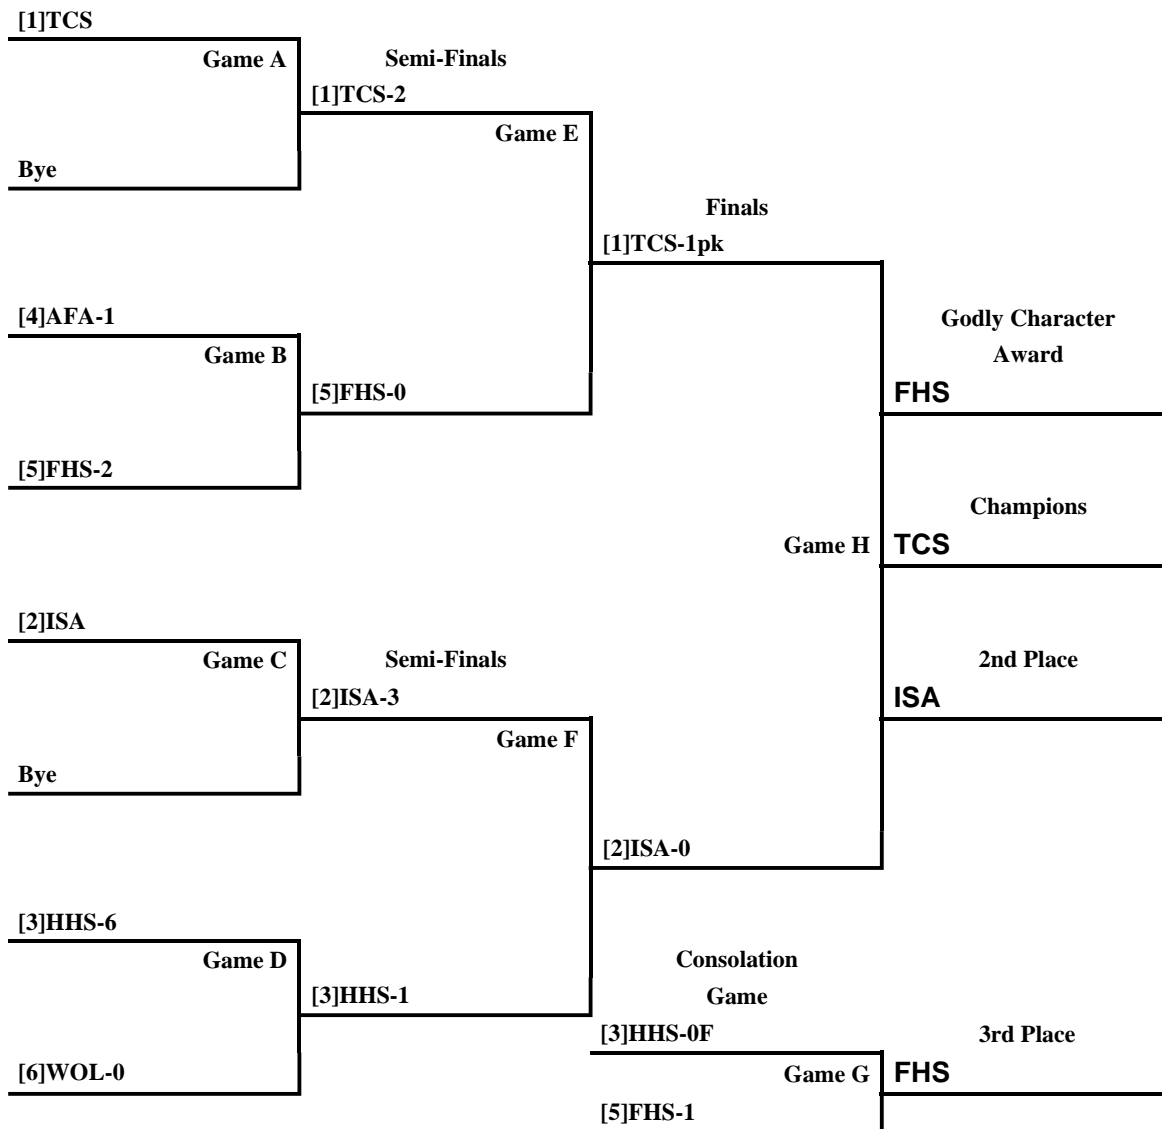 [1]TCS
Game A
Semi-Finals
[1]TCS-2
Game E
Bye
Finals
[1]TCS-1pk
[4]AFA-1
Game B
Godly Character
Award
[5]FHS-0
FHS
[5]FHS-2
Champions
Game H
TCS
[2]ISA
Game C
Semi-Finals
2nd Place
[2]ISA-3
ISA
Game F
Bye
[2]ISA-0
[3]HHS-6
Game D
Consolation
Game
[3]HHS-1
[3]HHS-0F
3rd Place
[6]WOL-0
Game G
FHS
[5]FHS-1